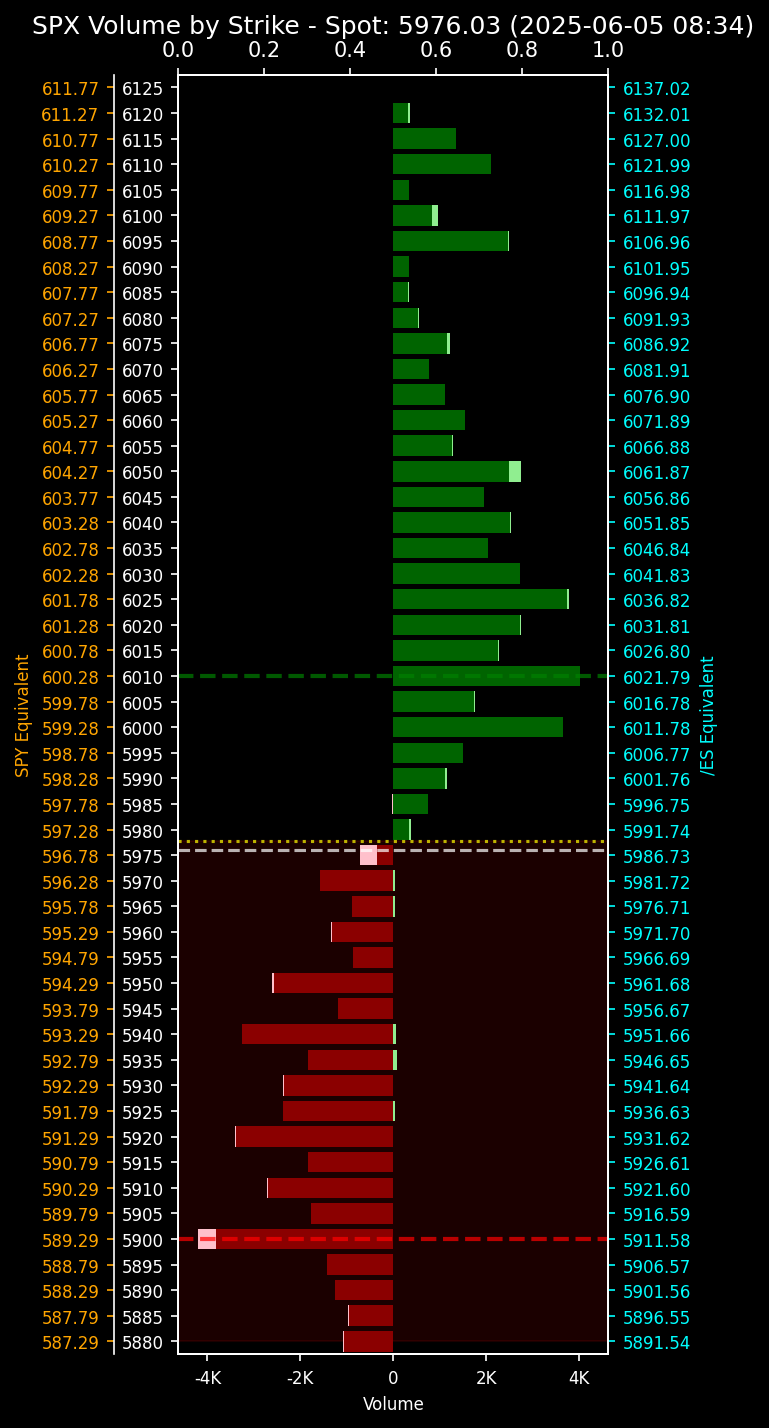 SPX Volume by Strike - Spot: 5976.03 (2025-06-05 08:34)
0.0 0.2 0.4 0.6 0.8 1.0
611.77 6125 6137.02
611.27 6120 6132.01
610.77 6115 6127.00
610.27 6110 6121.99
609.77 6105 6116.98
609.27 6100 6111.97
608.77 6095 6106.96
608.27 6090 6101.95
607.77 6085 6096.94
607.27 6080 6091.93
606.77 6075 6086.92
606.27 6070 6081.91
605.77 6065 6076.90
605.27 6060 6071.89
604.77 6055 6066.88
604.27 6050 6061.87
603.77 6045 6056.86
603.28 6040 6051.85
602.78 6035 6046.84
602.28 6030 6041.83
601.78 6025 6036.82
601.28 6020 6031.81
600.78 6015 6026.80
600.28 6010 6021.79
599.78 6005 6016.78
599.28 6000 6011.78
598.78 5995 6006.77
598.28 5990 6001.76
597.78 5985 5996.75
597.28 5980 5991.74
596.78 5975 5986.73
596.28 5970 5981.72
595.78 5965 5976.71
595.29 5960 5971.70
594.79 5955 5966.69
594.29 5950 5961.68
593.79 5945 5956.67
593.29 5940 5951.66
592.79 5935 5946.65
592.29 5930 5941.64
591.79 5925 5936.63
591.29 5920 5931.62
590.79 5915 5926.61
590.29 5910 5921.60
589.79 5905 5916.59
589.29 5900 5911.58
588.79 5895 5906.57
588.29 5890 5901.56
587.79 5885 5896.55
587.29 5880 5891.54
SPY Equivalent
/ES Equivalent
-4K -2K 0 2K 4K
Volume